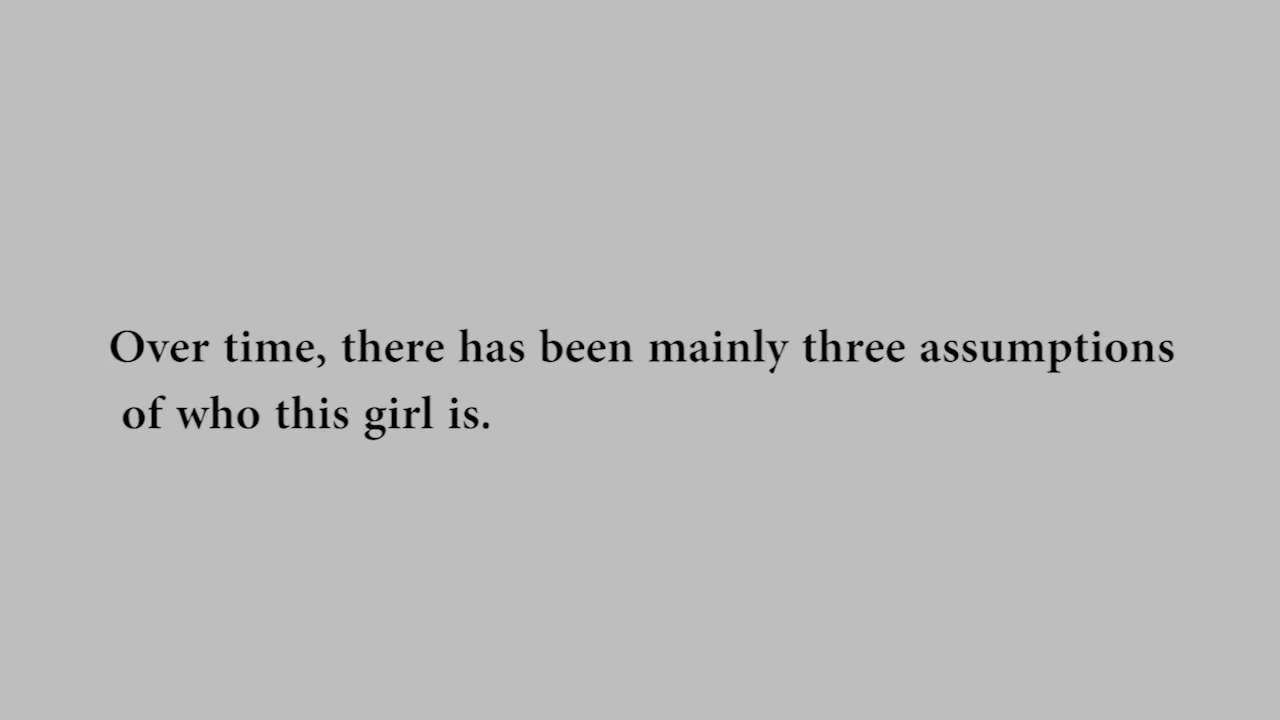 Over time, there has been mainly three assumptions
of who this girl is.